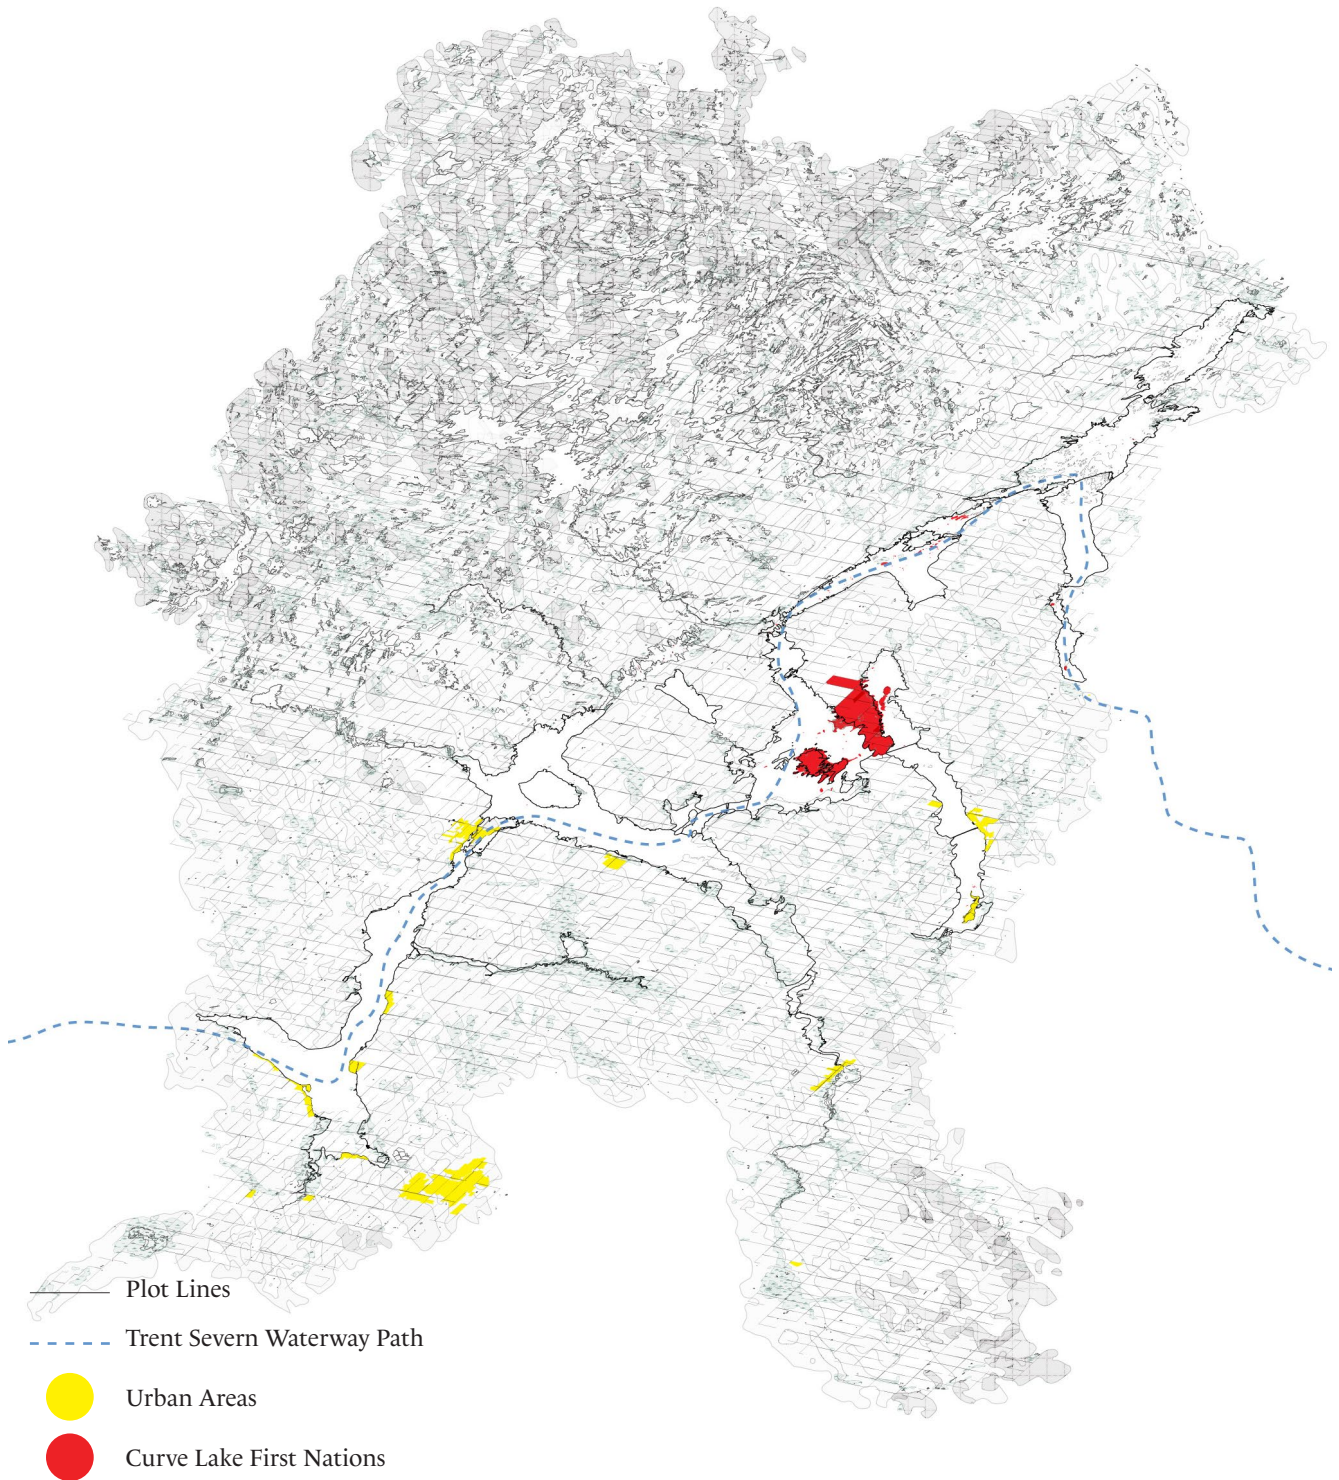 Plot Lines
Trent Severn Waterway Path
Urban Areas
Curve Lake First Nations